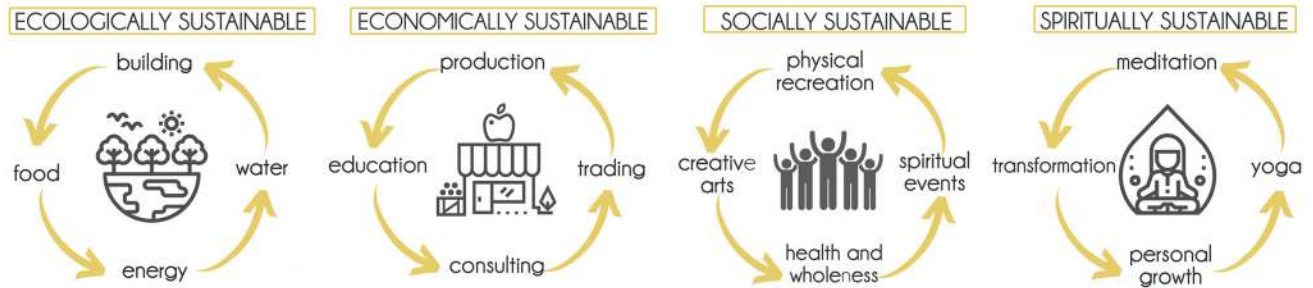 ECOLOGICALLY SUSTAINABLE
building
food
water
energy
ECONOMICALLY SUSTAINABLE
production
education
trading
consulting
SOCIALLY SUSTAINABLE
physical
recreation
creative
arts
spiritual
events
health and
wholeness
SPIRITUALLY SUSTAINABLE
meditation
transformation
yoga
personal
growth